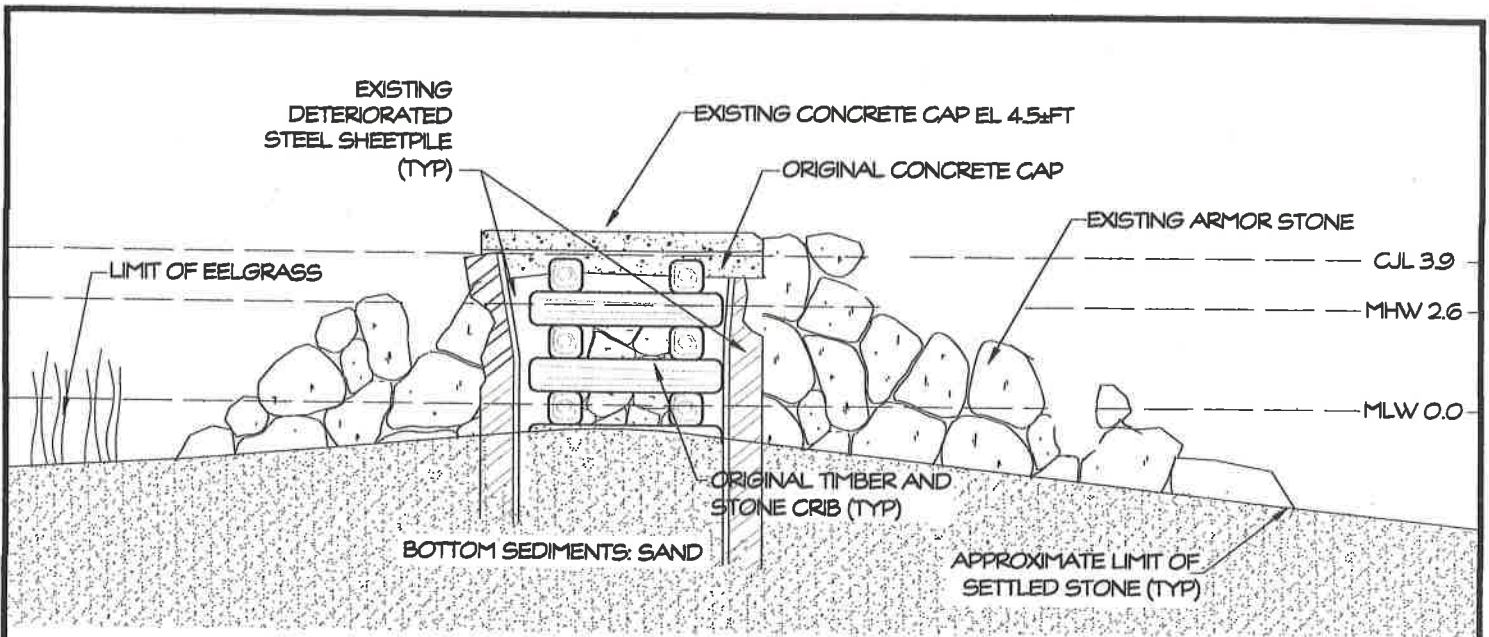 EXISTING
DETERIORATED
STEEL SHEETPILE
(TYP)
EXISTING CONCRETE CAP EL 4.5±FT
ORIGINAL CONCRETE CAP
EXISTING ARMOR STONE
LIMIT OF EELGRASS
CJL 3.9
MHW 2.6
MLW 0.0
ORIGINAL TIMBER AND
STONE CRIB (TYP)
BOTTOM SEDIMENTS: SAND
APPROXIMATE LIMIT OF
SETTLED STONE (TYP)